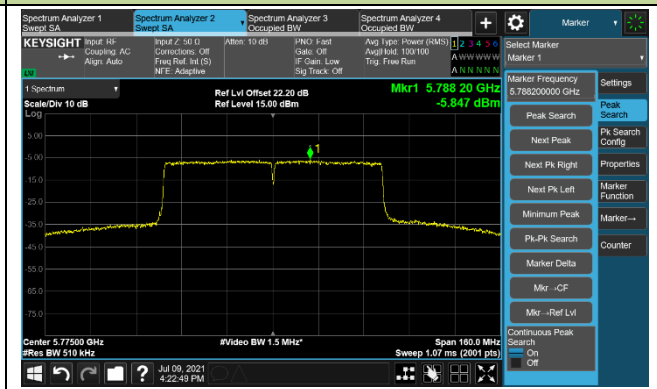 Spectrum Analyzer 1
Swept SA
Spectrum Analyzer 2
Swept SA
Spectrum Analyzer 3
Occupied BW
Spectrum Analyzer 4
Occupied BW
+
Marker
KEYSIGHT
Input: RF
Coupling: AC
Align: Auto
Input Z: 50 Ω
Corrections: Off
Freq Ref: Int (S)
NFE: Adaptive
Atten: 10 dB
PNO: Fast
Gate: Off
IF Gain: Low
Sig Track: Off
Avg Type: Power (RMS)
Avg|Hold: 100/100
Trig: Free Run
1 2 3 4 5 6
A W W W W W
A N N N N N
Select Marker
Marker 1
LXI
1 Spectrum
Scale/Div 10 dB
Log
Ref Lvl Offset 22.20 dB
Ref Level 15.00 dBm
Mkr1 5.788 20 GHz
-5.847 dBm
Marker Frequency
5.788200000 GHz
Settings
Peak Search
Next Peak
Next Pk Right
Next Pk Left
Minimum Peak
Pk-Pk Search
Marker Delta
Mkr→CF
Mkr→Ref Lvl
Continuous Peak
Search
On
Off
Peak
Search
Pk Search
Config
Properties
Marker
Function
Marker→
Counter
5.00
-5.00
-15.0
-25.0
-35.0
-45.0
-55.0
-65.0
-75.0
1
Center 5.77500 GHz
#Res BW 510 kHz
#Video BW 1.5 MHz*
Span 160.0 MHz
Sweep 1.07 ms (2001 pts)
?
Jul 09, 2021
4:22:49 PM